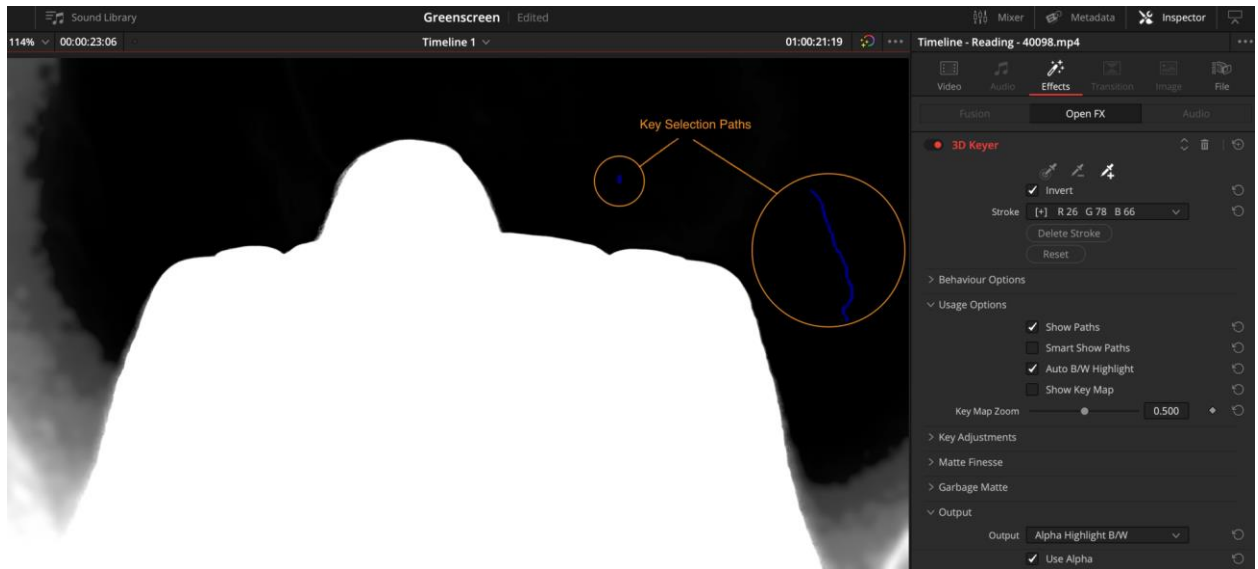 Sound Library
Greenscreen Edited
Mixer Metadata Inspector
114% 00:00:23:06
Timeline 1
01:00:21:19
Timeline - Reading - 40098.mp4
Video Audio Effects Transition Image File
Fusion Open FX Audio
3D Keyer
Invert
Stroke [+] R 26 G 78 B 66
Delete Stroke
Reset
Behaviour Options
Usage Options
Show Paths
Smart Show Paths
Auto B/W Highlight
Show Key Map
Key Map Zoom 0.500
Key Adjustments
Matte Finesse
Garbage Matte
Output
Output Alpha Highlight B/W
Use Alpha
Key Selection Paths